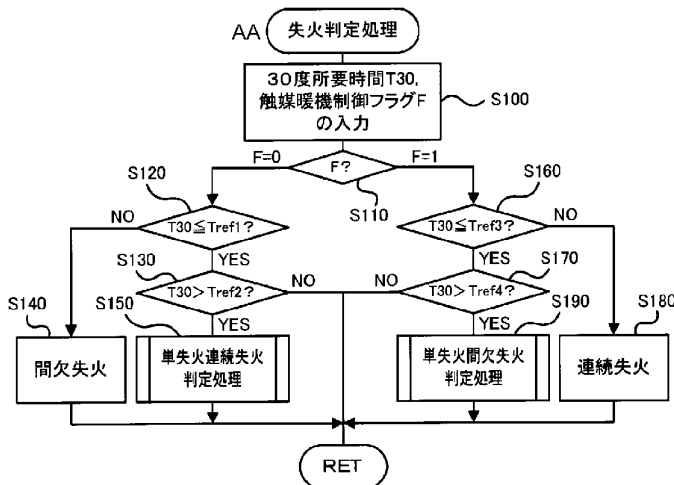 AA 失火判定処理
30度所要時間T30,
触媒暖機制御フラグF
の入力
S100
F=0
F?
F=1
S110
S120
S160
NO
T30≦Tref1?
T30≦Tref3?
NO
YES
YES
S130
S170
T30>Tref2?
NO
NO
T30>Tref4?
YES
YES
S140
S150
S190
S180
間欠失火
単失火連続失火
判定処理
単失火間欠失火
判定処理
連続失火
RET